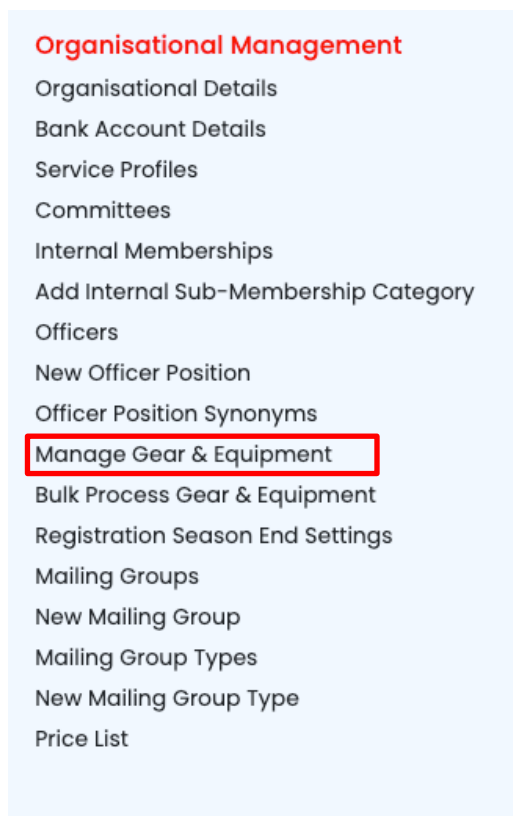 Organisational Management
Organisational Details
Bank Account Details
Service Profiles
Committees
Internal Memberships
Add Internal Sub-Membership Category
Officers
New Officer Position
Officer Position Synonyms
Manage Gear & Equipment
Bulk Process Gear & Equipment
Registration Season End Settings
Mailing Groups
New Mailing Group
Mailing Group Types
New Mailing Group Type
Price List